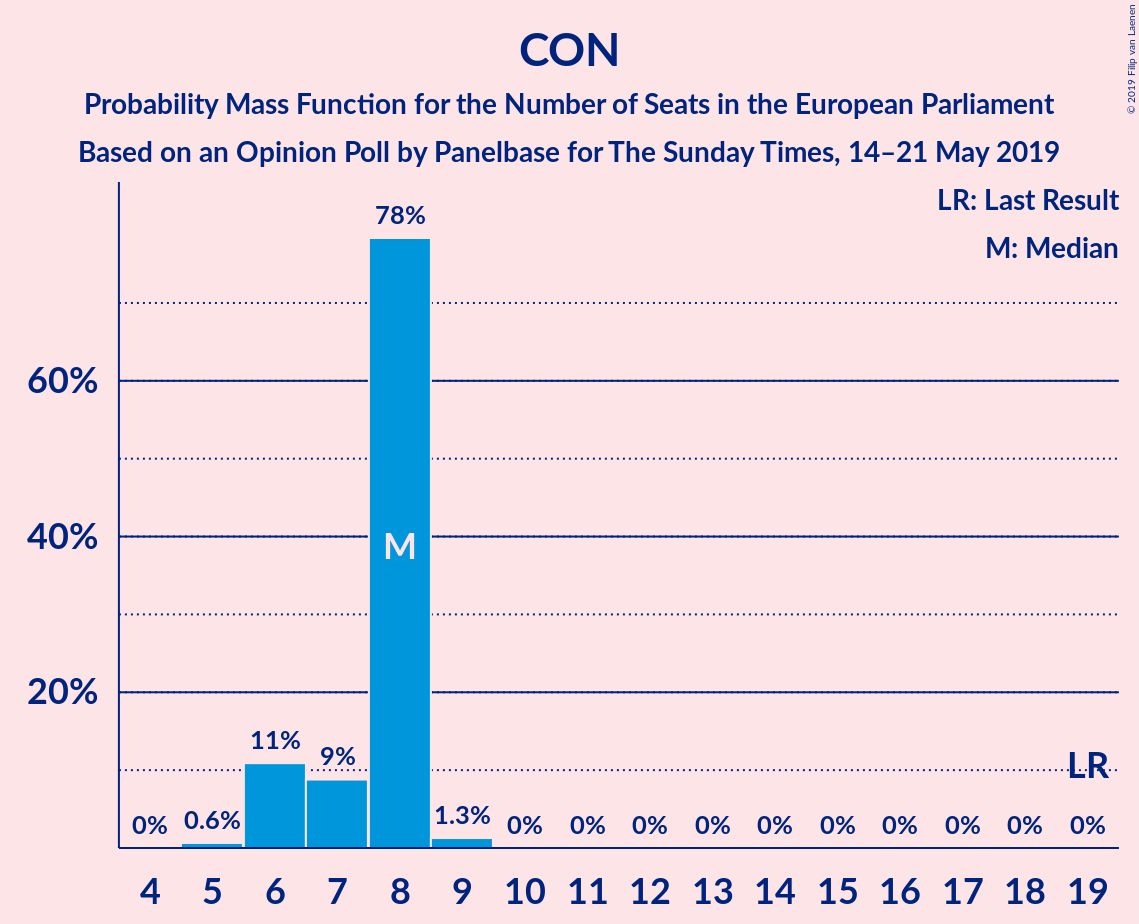 CON
Probability Mass Function for the Number of Seats in the European Parliament
Based on an Opinion Poll by Panelbase for The Sunday Times, 14–21 May 2019
© 2019 Filip van Laenen
LR: Last Result
M: Median
78%
60%
40%
M
20%
11%
9%
LR
0% 0.6% 1.3% 0% 0% 0% 0% 0% 0% 0% 0% 0% 0%
4 5 6 7 8 9 10 11 12 13 14 15 16 17 18 19